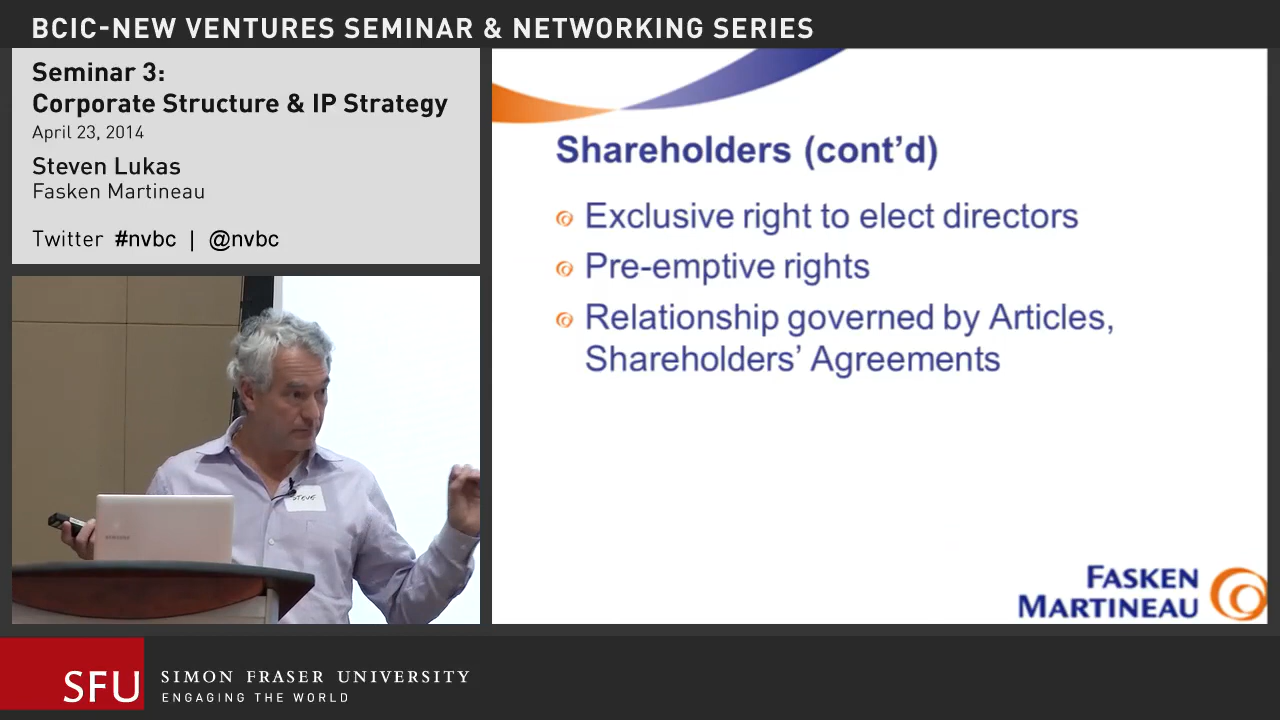 BCIC-NEW VENTURES SEMINAR & NETWORKING SERIES
Seminar 3:
Corporate Structure & IP Strategy
April 23, 2014
Steven Lukas
Fasken Martineau
Twitter #nvbc | @nvbc
Shareholders (cont’d)
Exclusive right to elect directors
Pre-emptive rights
Relationship governed by Articles,
Shareholders’ Agreements
STEVE
SAMSUNG
FASKEN
MARTINEAU
SFU
SIMON FRASER UNIVERSITY
ENGAGING THE WORLD